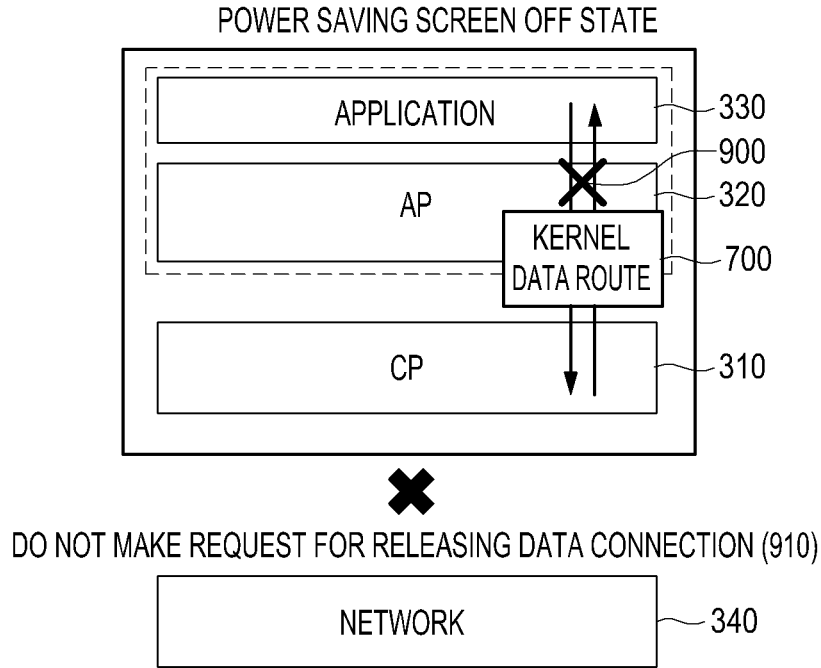 POWER SAVING SCREEN OFF STATE
APPLICATION
330
900
AP
320
KERNEL
DATA ROUTE
700
CP
310
DO NOT MAKE REQUEST FOR RELEASING DATA CONNECTION (910)
NETWORK
340